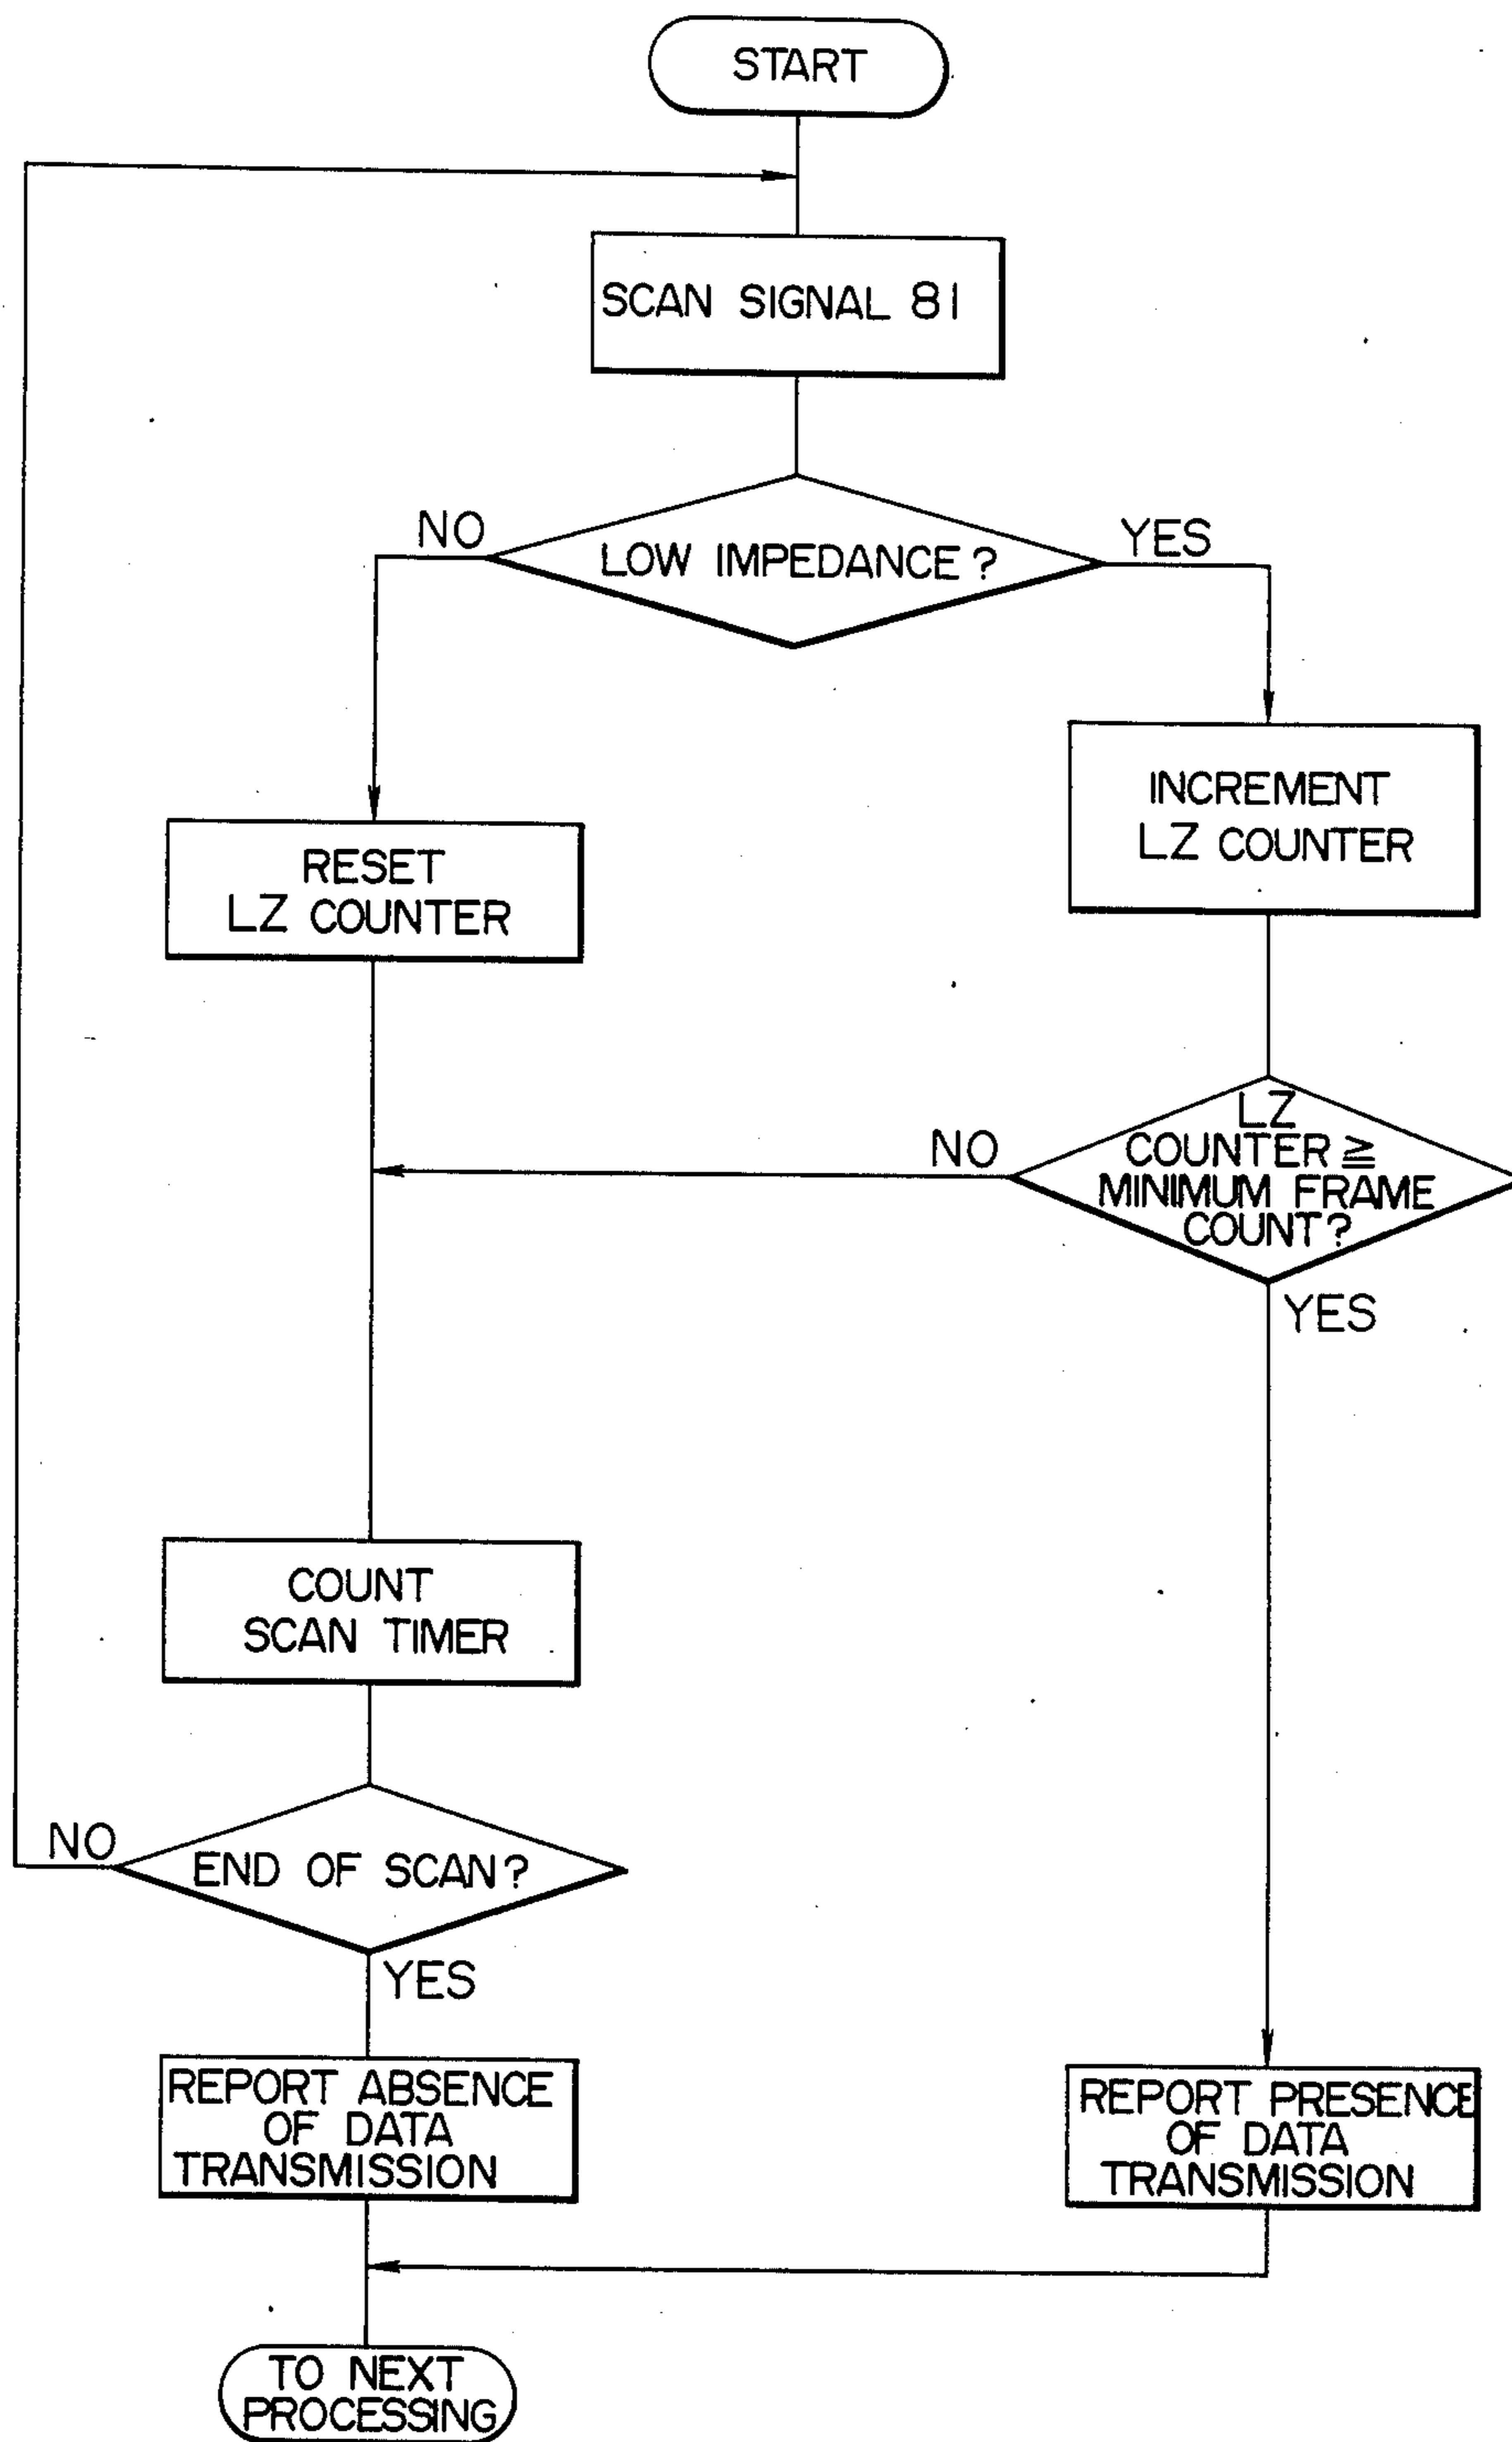 START
SCAN SIGNAL 81
NO
LOW IMPEDANCE?
YES
INCREMENT
LZ COUNTER
RESET
LZ COUNTER
NO
LZ
COUNTER ≧
MINIMUM FRAME
COUNT?
YES
COUNT
SCAN TIMER
NO
END OF SCAN?
YES
REPORT ABSENCE
OF DATA
TRANSMISSION
REPORT PRESENCE
OF DATA
TRANSMISSION
TO NEXT
PROCESSING